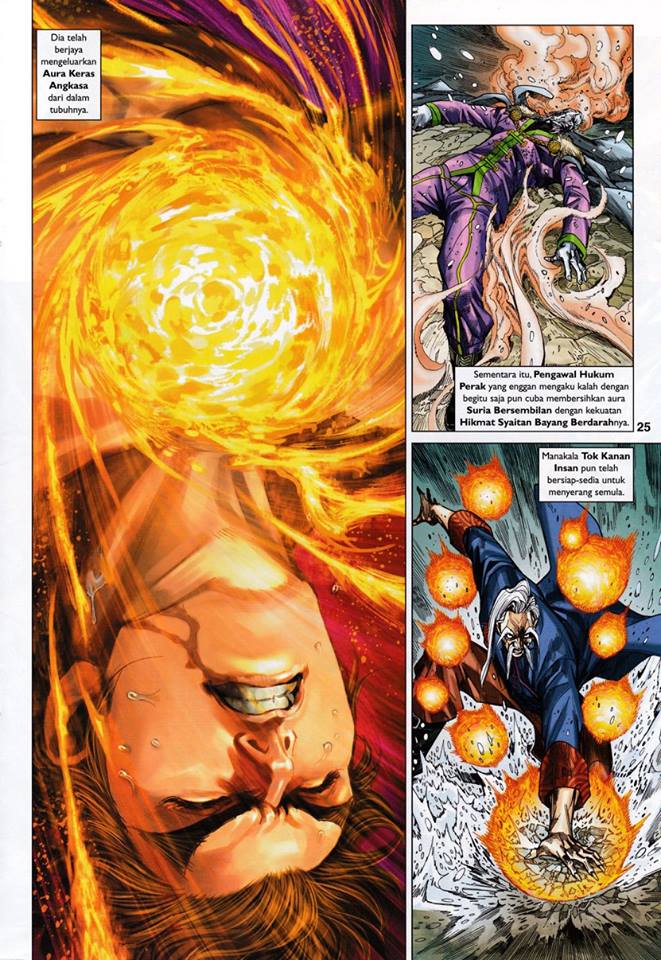 Dia telah
berjaya
mengeluarkan
Aura Keras
Angkasa
dari dalam
tubuhnya.
Sementara itu, Pengawal Hukum
Perak yang enggan mengaku kalah dengan
begitu saja pun cuba membersihkan aura
Suria Bersembilan dengan kekuatan
Hikmat Syaitan Bayang Berdarahnya.
25
Manakala Tok Kanan
Insan pun telah
bersiap-sedia untuk
menyerang semula.